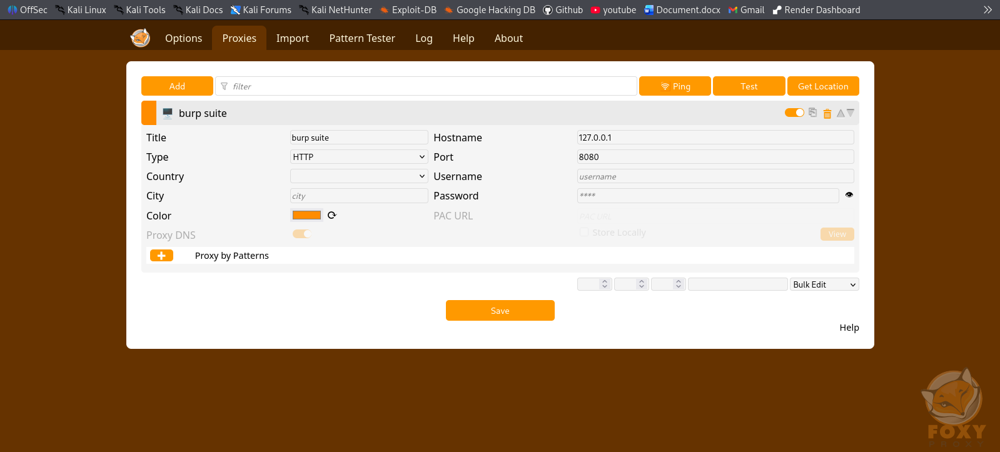 OffSec Kali Linux Kali Tools Kali Docs Kali Forums Kali NetHunter Exploit-DB Google Hacking DB Github youtube Document.docx Gmail Render Dashboard
Options Proxies Import Pattern Tester Log Help About
Add filter Ping Test Get Location
burp suite
Title burp suite Hostname 127.0.0.1
Type HTTP Port 8080
Country Username username
City city Password ****
Color PAC URL PAC URL
Proxy DNS Store Locally View
Proxy by Patterns
Bulk Edit
Save
Help
FOXY
PROXY